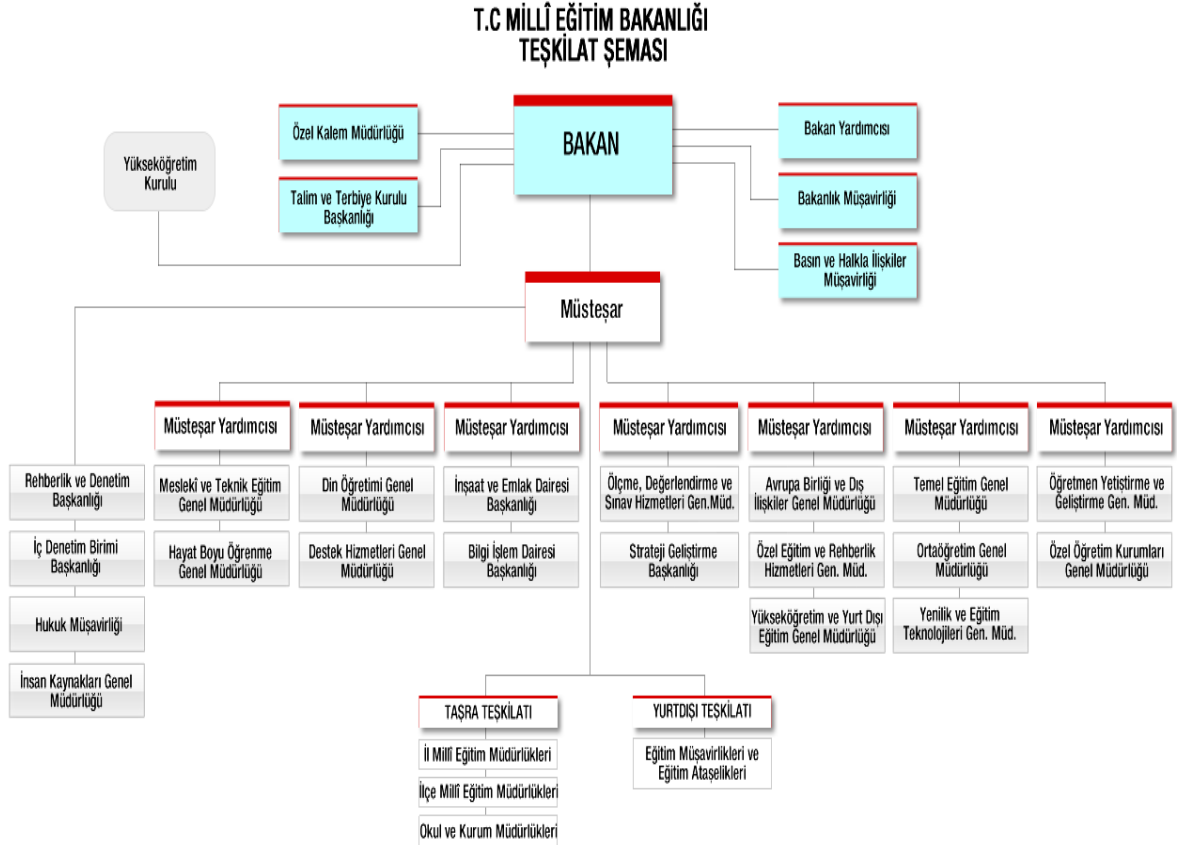 T.C MİLLÎ EĞİTİM BAKANLIĞI
TEŞKİLAT ŞEMASI
BAKAN
Özel Kalem Müdürlüğü
Talim ve Terbiye Kurulu
Başkanlığı
Yükseköğretim
Kurulu
Bakan Yardımcısı
Bakanlık Müşavirliği
Basın ve Halkla İlişkiler
Müşavirliği
Müsteşar
Rehberlik ve Denetim
Başkanlığı
İç Denetim Birimi
Başkanlığı
Hukuk Müşavirliği
İnsan Kaynakları Genel
Müdürlüğü
Müsteşar Yardımcısı
Meslekî ve Teknik Eğitim
Genel Müdürlüğü
Hayat Boyu Öğrenme
Genel Müdürlüğü
Müsteşar Yardımcısı
Din Öğretimi Genel
Müdürlüğü
Destek Hizmetleri Genel
Müdürlüğü
Müsteşar Yardımcısı
İnşaat ve Emlak Dairesi
Başkanlığı
Bilgi İşlem Dairesi
Başkanlığı
Müsteşar Yardımcısı
Ölçme, Değerlendirme ve
Sınav Hizmetleri Gen.Müd.
Strateji Geliştirme
Başkanlığı
Müsteşar Yardımcısı
Avrupa Birliği ve Dış
İlişkiler Genel Müdürlüğü
Özel Eğitim ve Rehberlik
Hizmetleri Gen. Müd.
Yükseköğretim ve Yurt Dışı
Eğitim Genel Müdürlüğü
Müsteşar Yardımcısı
Temel Eğitim Genel
Müdürlüğü
Ortaöğretim Genel
Müdürlüğü
Yenilik ve Eğitim
Teknolojileri Gen. Müd.
Müsteşar Yardımcısı
Öğretmen Yetiştirme ve
Geliştirme Gen. Müd.
Özel Öğretim Kurumları
Genel Müdürlüğü
TAŞRA TEŞKİLATI
İl Millî Eğitim Müdürlükleri
İlçe Millî Eğitim Müdürlükleri
Okul ve Kurum Müdürlükleri
YURTDIŞI TEŞKİLATI
Eğitim Müşavirlikleri ve
Eğitim Ataşelikleri